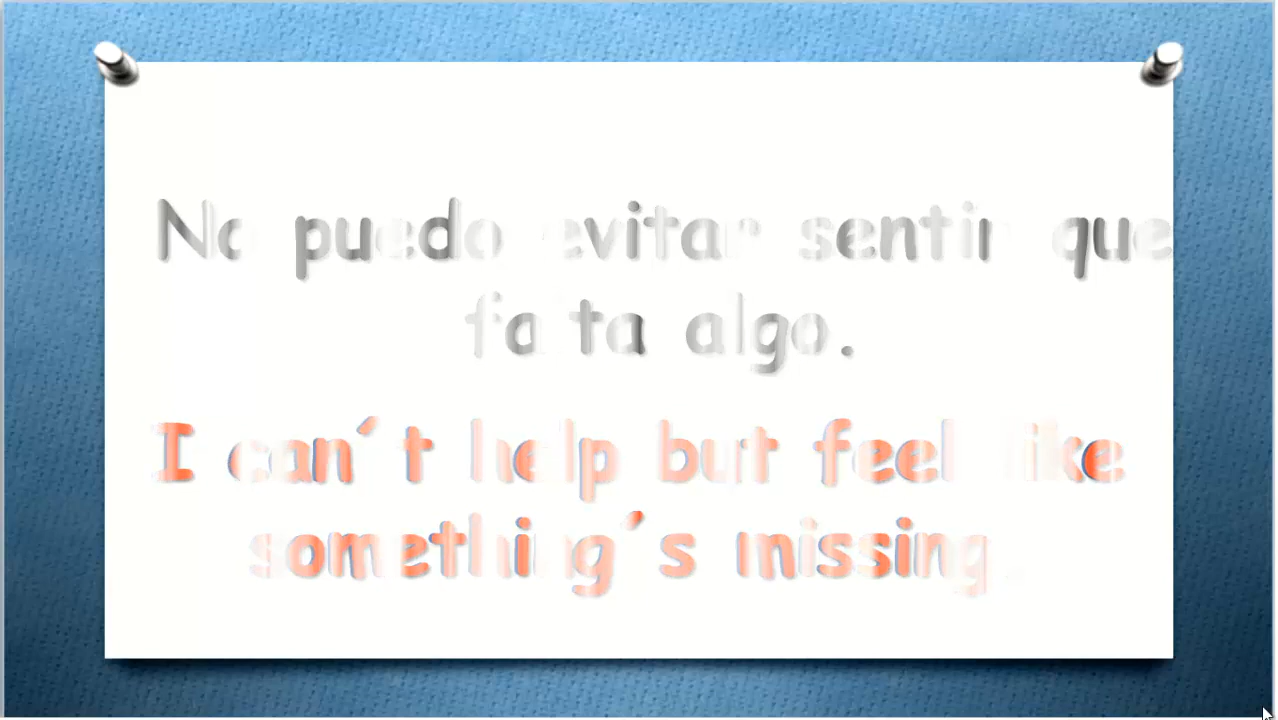 No puedo evitar sentir que
falta algo.
I can´t help but feel like
something´s missing.